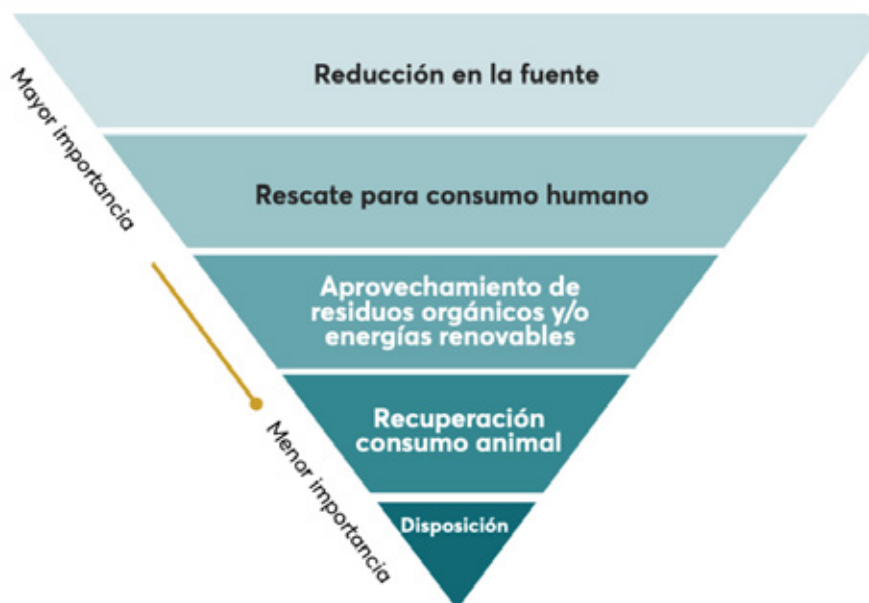 Reducción en la fuente
Mayor importancia
Rescate para consumo humano
Aprovechamiento de
residuos orgánicos y/o
energías renovables
Recuperación
consumo animal
Menor importancia
Disposición